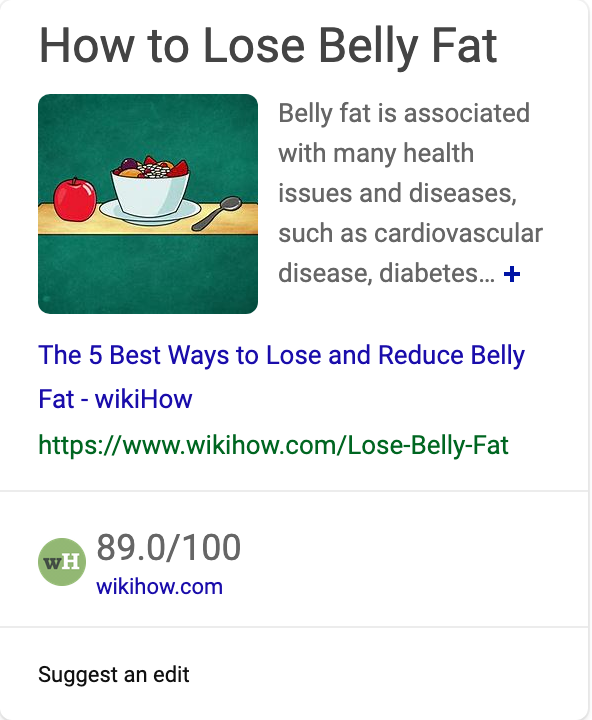 How to Lose Belly Fat
Belly fat is associated
with many health
issues and diseases,
such as cardiovascular
disease, diabetes... +
The 5 Best Ways to Lose and Reduce Belly
Fat - wikiHow
https://www.wikihow.com/Lose-Belly-Fat
wH
89.0/100
wikihow.com
Suggest an edit